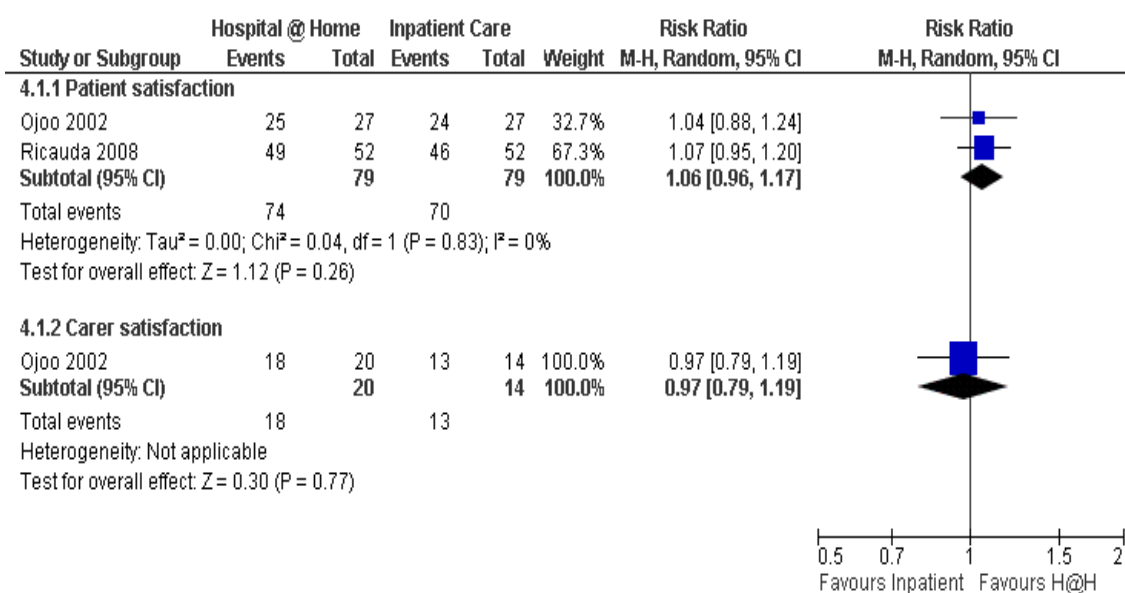 Hospital @ Home Inpatient Care Risk Ratio Risk Ratio
Study or Subgroup Events Total Events Total Weight M-H, Random, 95% CI M-H, Random, 95% CI
4.1.1 Patient satisfaction
Ojoo 2002 25 27 24 27 32.7% 1.04 [0.88, 1.24]
Ricauda 2008 49 52 46 52 67.3% 1.07 [0.95, 1.20]
Subtotal (95% CI) 79 79 100.0% 1.06 [0.96, 1.17]
Total events 74 70
Heterogeneity: Tau² = 0.00; Chi² = 0.04, df = 1 (P = 0.83); I² = 0%
Test for overall effect: Z = 1.12 (P = 0.26)
4.1.2 Carer satisfaction
Ojoo 2002 18 20 13 14 100.0% 0.97 [0.79, 1.19]
Subtotal (95% CI) 20 14 100.0% 0.97 [0.79, 1.19]
Total events 18 13
Heterogeneity: Not applicable
Test for overall effect: Z = 0.30 (P = 0.77)
0.5 0.7 1 1.5 2
Favours Inpatient Favours H@H